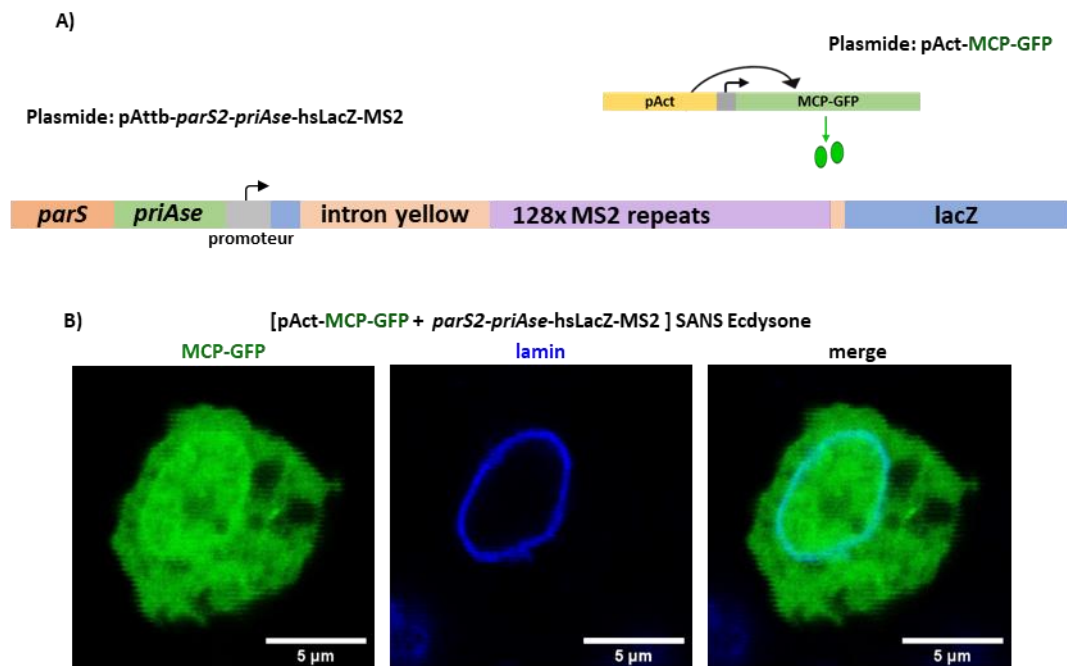 A)
Plasmide: pAct-MCP-GFP
pAct MCP-GFP
Plasmide: pAttb-parS2-priAse-hsLacZ-MS2
parS priAse intron yellow 128x MS2 repeats lacZ
promoteur
B) [pAct-MCP-GFP + parS2-priAse-hsLacZ-MS2 ] SANS Ecdysone
MCP-GFP lamin merge
5 µm 5 µm 5 µm